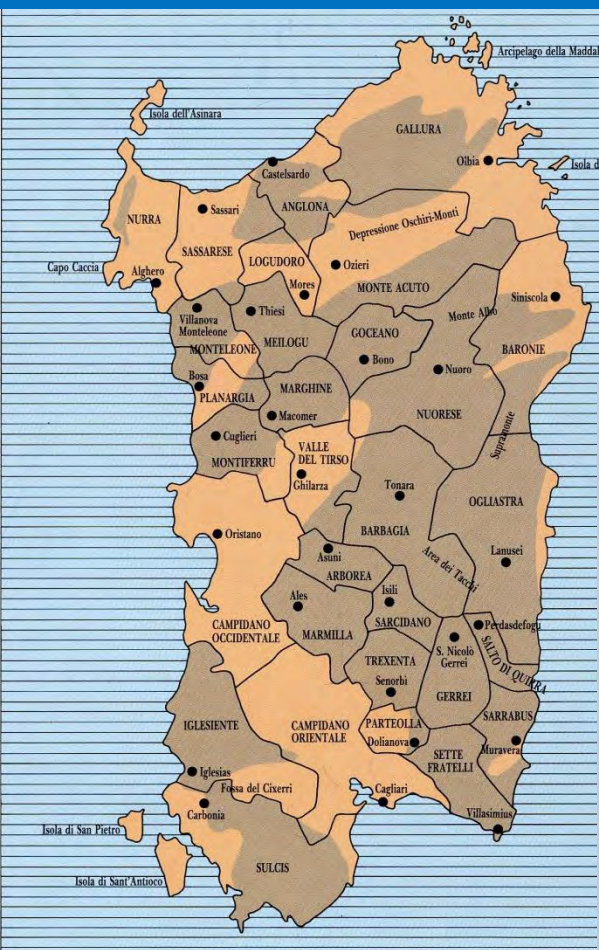 Arcipelago della Maddal
Isola dell'Asinara
GALLURA
Olbia
Isola d
Castelsardo
ANGLONA
Sassari
NURRA
SASSARESE
Depressione Oschiri-Monti
LOGUDORO
Ozieri
Capo Caccia
Alghero
Mores
MONTE ACUTO
Siniscola
Villanova
Monteleone
Thiesi
Monte Albo
MEILOGU
GOCEANO
BARONIE
MONTELEONE
Bono
Nuoro
Bosa
PLANARGIA
MARGHINE
Macomer
NUORESE
Supramonte
Cuglieri
MONTIFERRU
VALLE
DEL TIRSO
Ghilarza
Tonara
OGLIASTRA
Oristano
BARBAGIA
Asuni
ARBOREA
Area dei Tacchi
Lanusei
Ales
Isili
MARMILLA
SARCIDANO
CAMPIDANO
OCCIDENTALE
Perdasdefogu
S. Nicolò
Gerrei
SALTO DI QUIRRA
TREXENTA
Senorbì
GERREI
IGLESIENTE
CAMPIDANO
ORIENTALE
PARTEOLLA
Dolianova
SARRABUS
Muravera
SETTE
FRATELLI
Iglesias
Fossa del Cixerri
Cagliari
Carbonia
Villasimius
Isola di San Pietro
SULCIS
Isola di Sant'Antioco